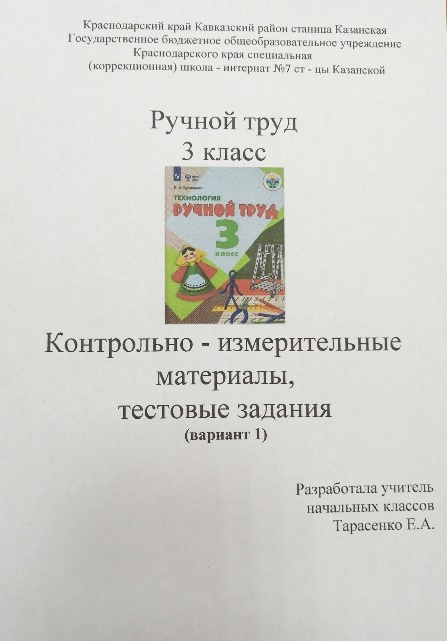 Краснодарский край Кавказский район станица Казанская
Государственное бюджетное общеобразовательное учреждение
Краснодарского края специальная
(коррекционная) школа - интернат №7 ст - цы Казанской
Ручной труд
3 класс
ТЕХНОЛОГИЯ
РУЧНОЙ ТРУД
3
КЛАСС
Контрольно - измерительные
материалы,
тестовые задания
(вариант 1)
Разработала учитель
начальных классов
Тарасенко Е.А.